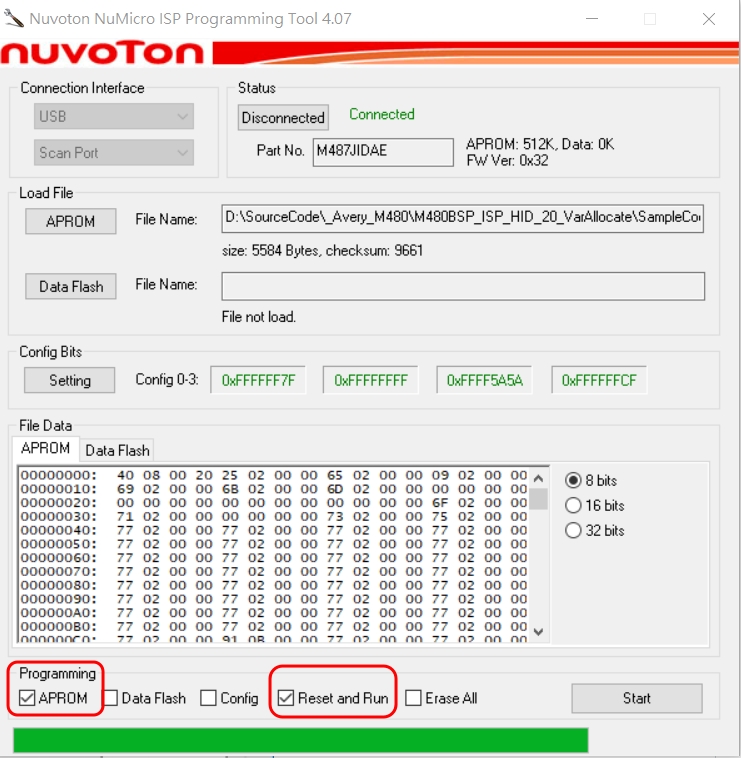 Nuvoton NuMicro ISP Programming Tool 4.07
nuvoTon
Connection Interface
USB
Scan Port
Status
Disconnected
Connected
Part No.
M487JIDAE
APROM: 512K, Data: 0K
FW Ver: 0x32
Load File
APROM
File Name:
D:\SourceCode\_Avery_M480\M480BSP_ISP_HID_20_VarAllocate\SampleCo
size: 5584 Bytes, checksum: 9661
Data Flash
File Name:
File not load.
Config Bits
Setting
Config 0-3:
0xFFFFFF7F
0xFFFFFFFF
0xFFFF5A5A
0xFFFFFFCF
File Data
APROM
Data Flash
00000000: 40 08 00 20 25 02 00 00 65 02 00 00 09 02 00 00
00000010: 69 02 00 00 6B 02 00 00 6D 02 00 00 00 00 00 00
00000020: 00 00 00 00 00 00 00 00 00 00 00 00 6F 02 00 00
00000030: 71 02 00 00 00 00 00 00 73 02 00 00 75 02 00 00
00000040: 77 02 00 00 77 02 00 00 77 02 00 00 77 02 00 00
00000050: 77 02 00 00 77 02 00 00 77 02 00 00 77 02 00 00
00000060: 77 02 00 00 77 02 00 00 77 02 00 00 77 02 00 00
00000070: 77 02 00 00 77 02 00 00 77 02 00 00 77 02 00 00
00000080: 77 02 00 00 77 02 00 00 77 02 00 00 77 02 00 00
00000090: 77 02 00 00 77 02 00 00 77 02 00 00 77 02 00 00
000000A0: 77 02 00 00 77 02 00 00 77 02 00 00 77 02 00 00
000000B0: 77 02 00 00 77 02 00 00 77 02 00 00 77 02 00 00
000000C0: 77 02 00 00 91 0B 00 00 77 02 00 00 77 02 00 00
8 bits
16 bits
32 bits
Programming
APROM
Data Flash
Config
Reset and Run
Erase All
Start